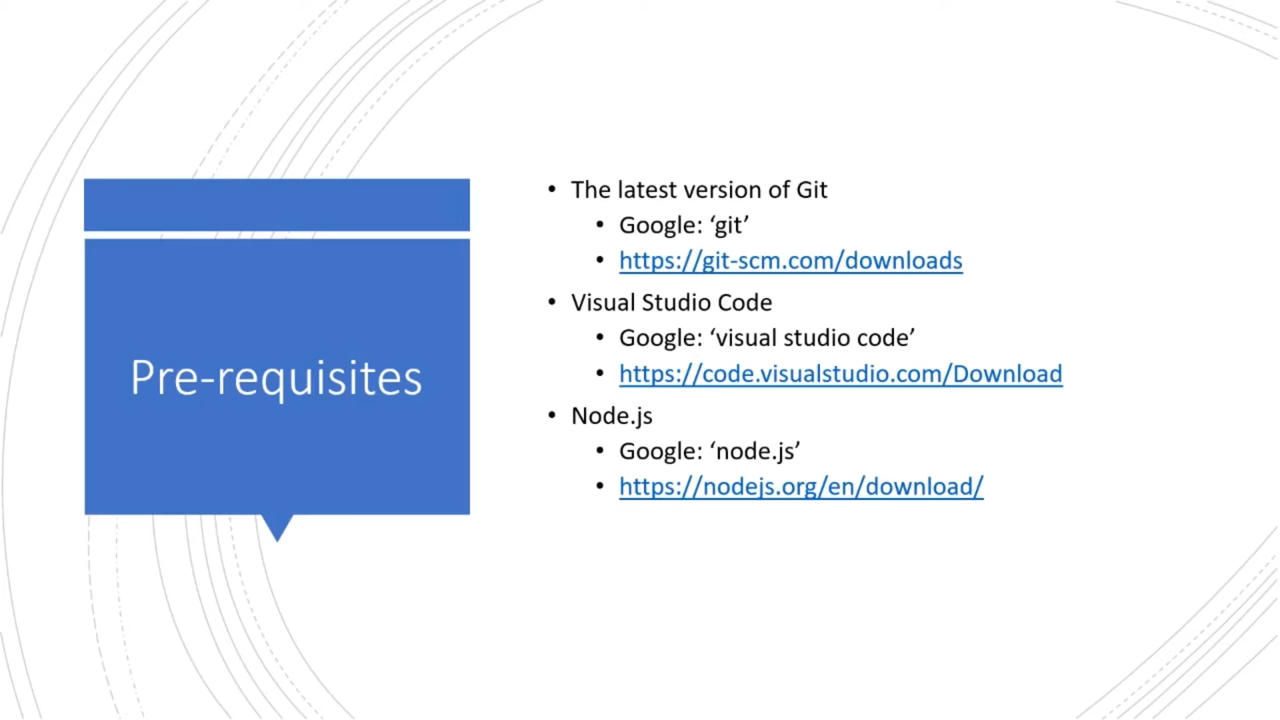 Pre-requisites
• The latest version of Git
• Google: ‘git’
• https://git-scm.com/downloads
• Visual Studio Code
• Google: ‘visual studio code’
• https://code.visualstudio.com/Download
• Node.js
• Google: ‘node.js’
• https://nodejs.org/en/download/